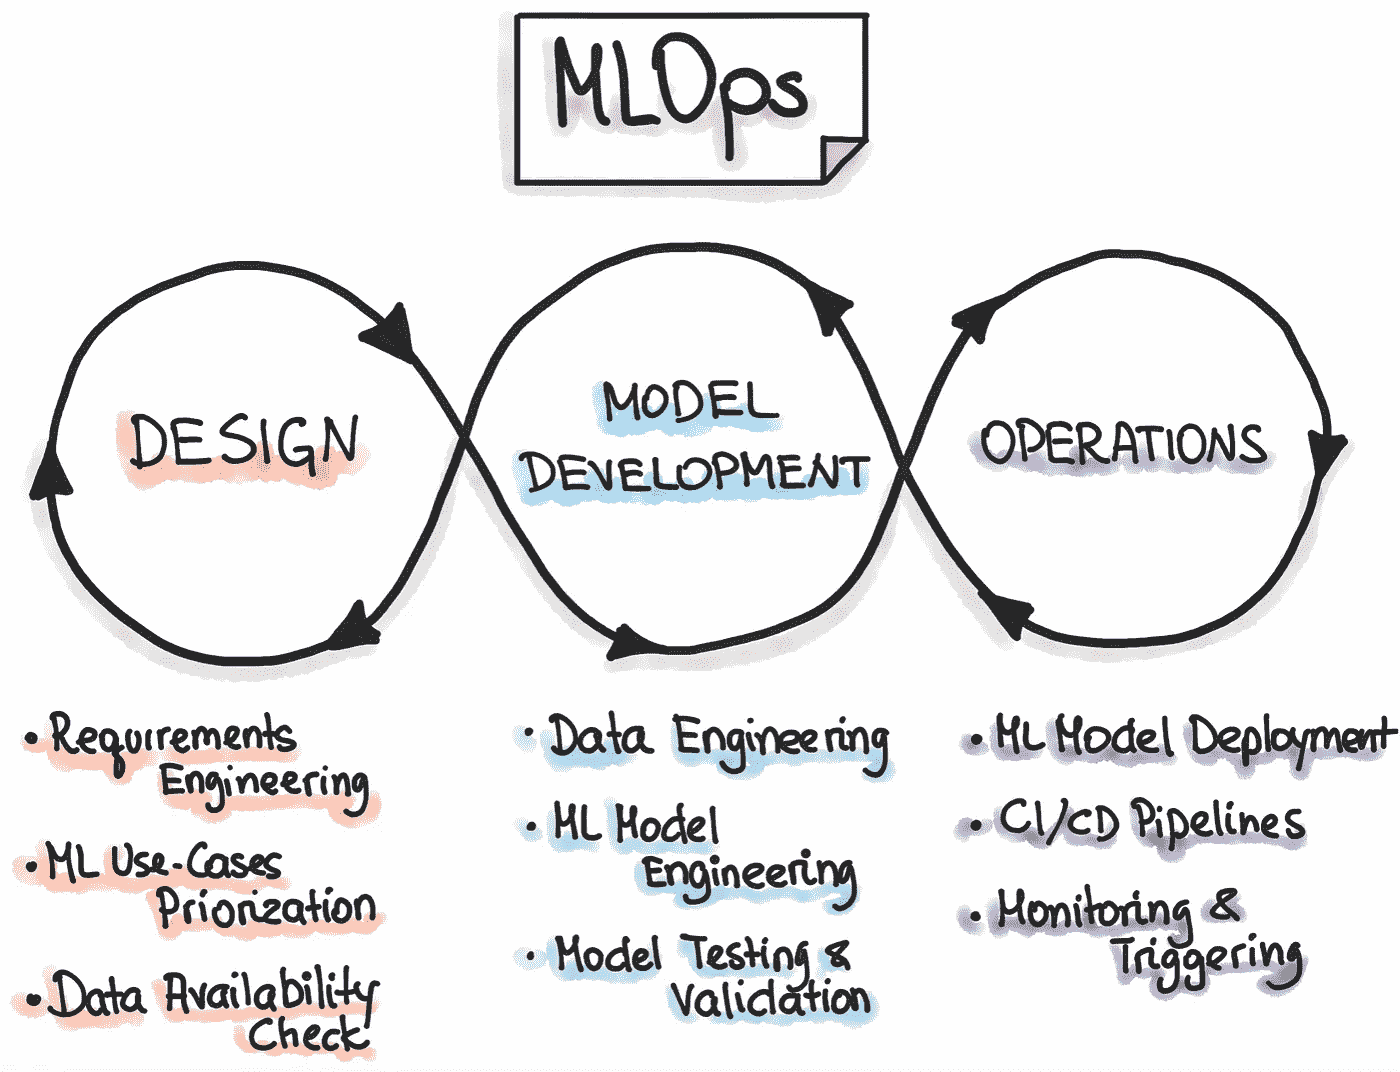 MLOps
DESIGN
MODEL
DEVELOPMENT
OPERATIONS
• Requirements
Engineering
• ML Use-Cases
Priorization
• Data Availability
Check
• Data Engineering
• ML Model
Engineering
• Model Testing &
Validation
• ML Model Deployment
• CI/CD Pipelines
• Monitoring &
Triggering